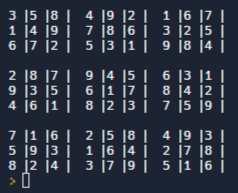 3 |5 |8 | 4 |9 |2 | 1 |6 |7 |
1 |4 |9 | 7 |8 |6 | 3 |2 |5 |
6 |7 |2 | 5 |3 |1 | 9 |8 |4 |
2 |8 |7 | 9 |4 |5 | 6 |3 |1 |
9 |3 |5 | 6 |1 |7 | 8 |4 |2 |
4 |6 |1 | 8 |2 |3 | 7 |5 |9 |
7 |1 |6 | 2 |5 |8 | 4 |9 |3 |
5 |9 |3 | 1 |6 |4 | 2 |7 |8 |
8 |2 |4 | 3 |7 |9 | 5 |1 |6 |
>